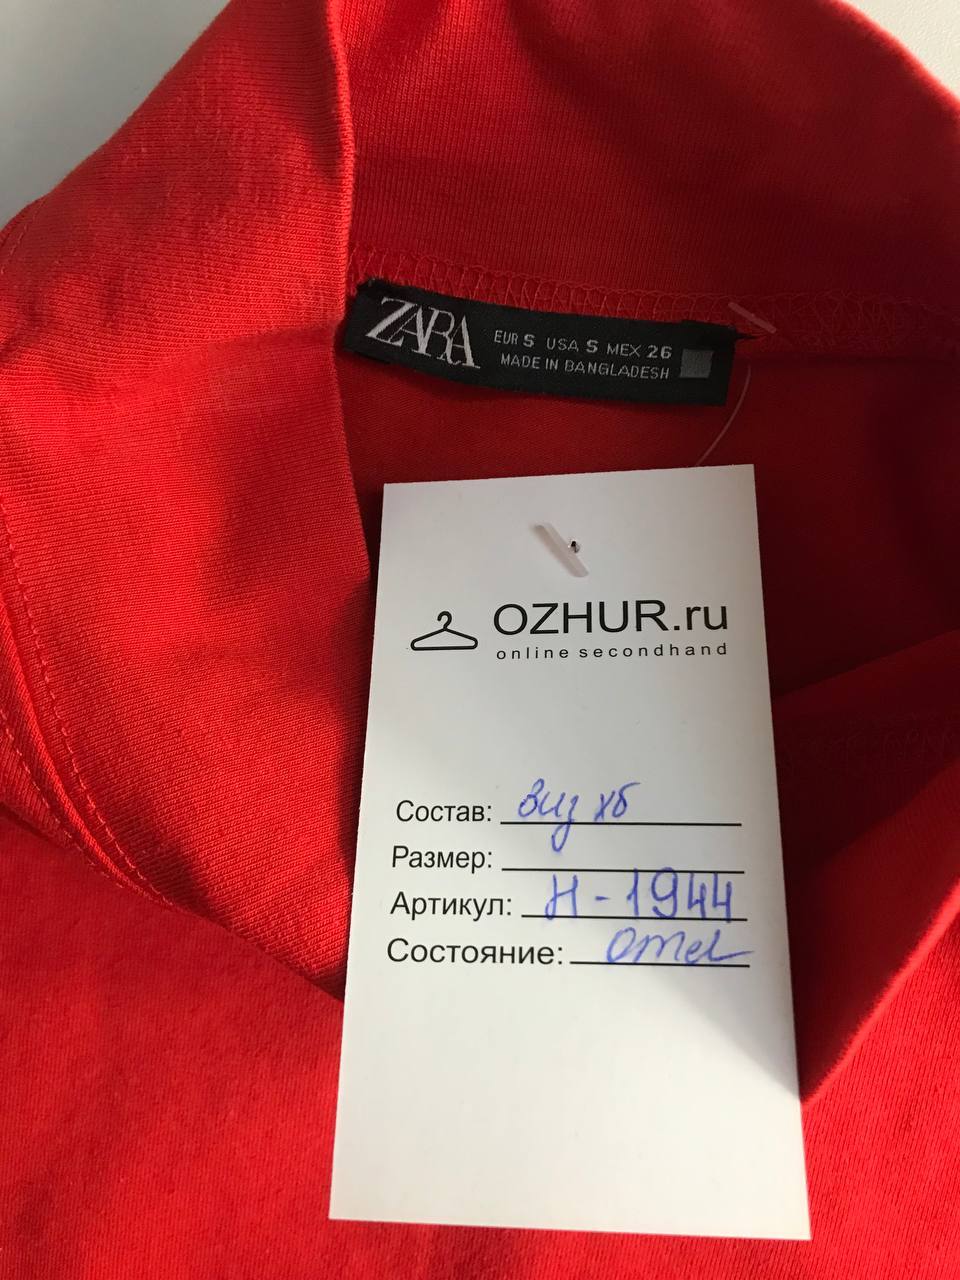 ZARA
EUR S USA S MEX 26
MADE IN BANGLADESH
OZHUR.ru
online secondhand
Состав: виз хб
Размер:
Артикул: Н-1944
Состояние: отл